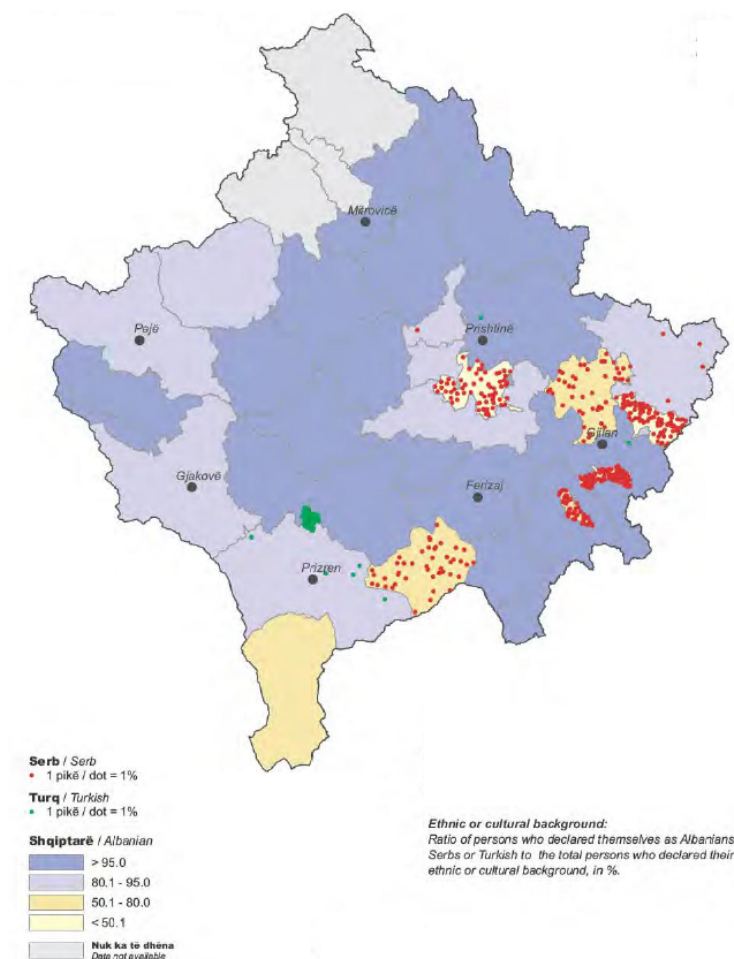 Mitrovicë
Pejë
Prishtinë
Gjilan
Gjakovë
Ferizaj
Prizren
Serb / Serb
1 pikë / dot = 1%
Turq / Turkish
1 pikë / dot = 1%
Shqiptarë / Albanian
> 95.0
80.1 - 95.0
50.1 - 80.0
< 50.1
Nuk ka të dhëna
Data not available
Ethnic or cultural background:
Ratio of persons who declared themselves as Albanians
Serbs or Turkish to the total persons who declared their
ethnic or cultural background, in %.